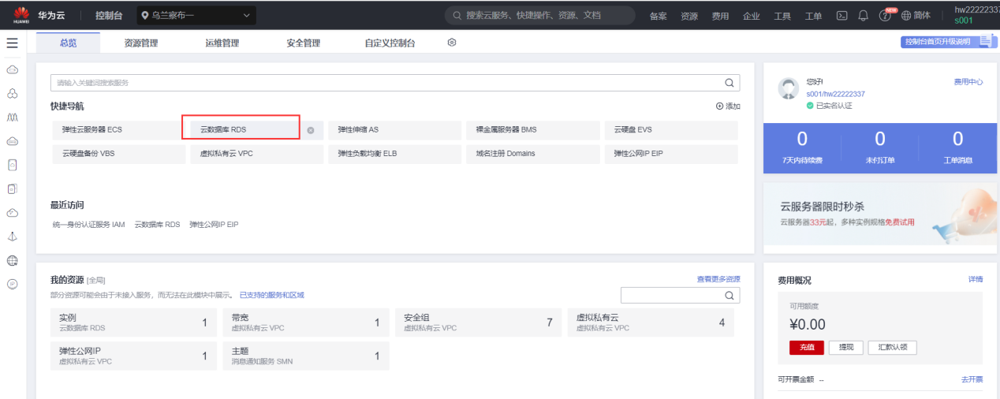 HUAWEI
华为云 控制台 乌兰察布一 搜索云服务、快捷操作、资源、文档 备案 资源 费用 企业 工具 工单 NEW 简体 hw22222337
s001
总览 资源管理 运维管理 安全管理 自定义控制台 控制台首页升级说明
请输入关键词搜索服务
快捷导航 添加
弹性云服务器 ECS 云数据库 RDS 弹性伸缩 AS 裸金属服务器 BMS 云硬盘 EVS
云硬盘备份 VBS 虚拟私有云 VPC 弹性负载均衡 ELB 域名注册 Domains 弹性公网IP EIP
最近访问
统一身份认证服务 IAM 云数据库 RDS 弹性公网IP EIP
您好!
费用中心
s001/hw22222337
已实名认证
0 0 0
7天内待续费 未付订单 工单消息
云服务器限时秒杀
云服务器33元起，多种实例规格免费试用
我的资源 [全局] 查看更多资源
部分资源可能会由于未接入服务，而无法在此模块中展示。 已支持的服务和区域
实例 1 带宽 1 安全组 7 虚拟私有云 4
云数据库 RDS 虚拟私有云 VPC 虚拟私有云 VPC 虚拟私有云 VPC
弹性公网IP 1 主题 1
虚拟私有云 VPC 消息通知服务 SMN
费用概况 详情
可用额度
¥0.00
充值 提现 汇款认领
可开票金额 -- 去开票